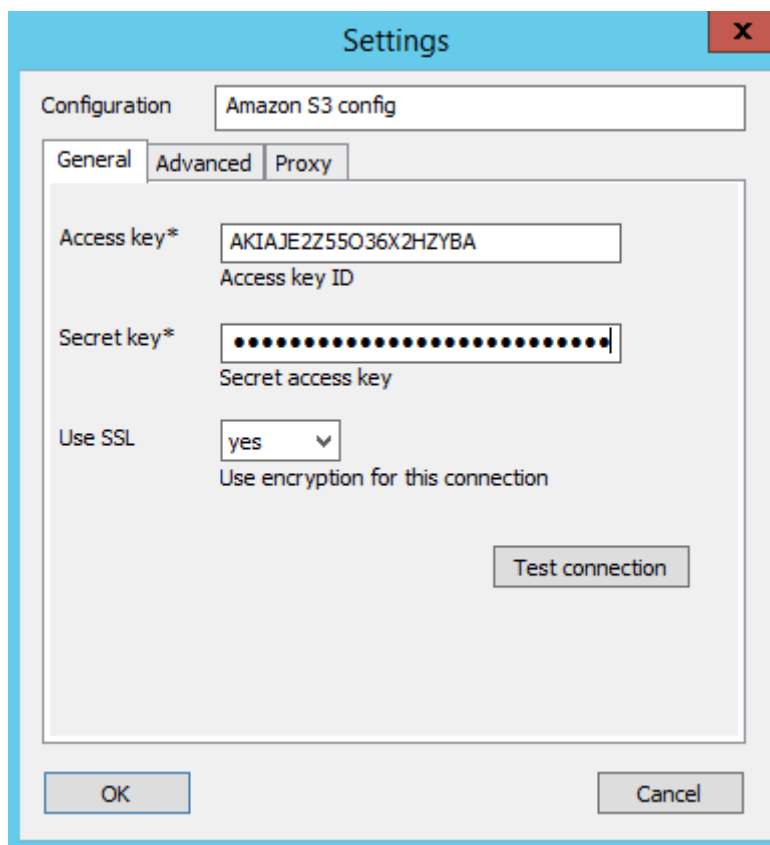 Settings
x
Configuration Amazon S3 config
General Advanced Proxy
Access key* AKIAJE2Z55O36X2HZYBA
Access key ID
Secret key* ●●●●●●●●●●●●●●●●●●●●●●●●●●●
Secret access key
Use SSL yes
Use encryption for this connection
Test connection
OK Cancel